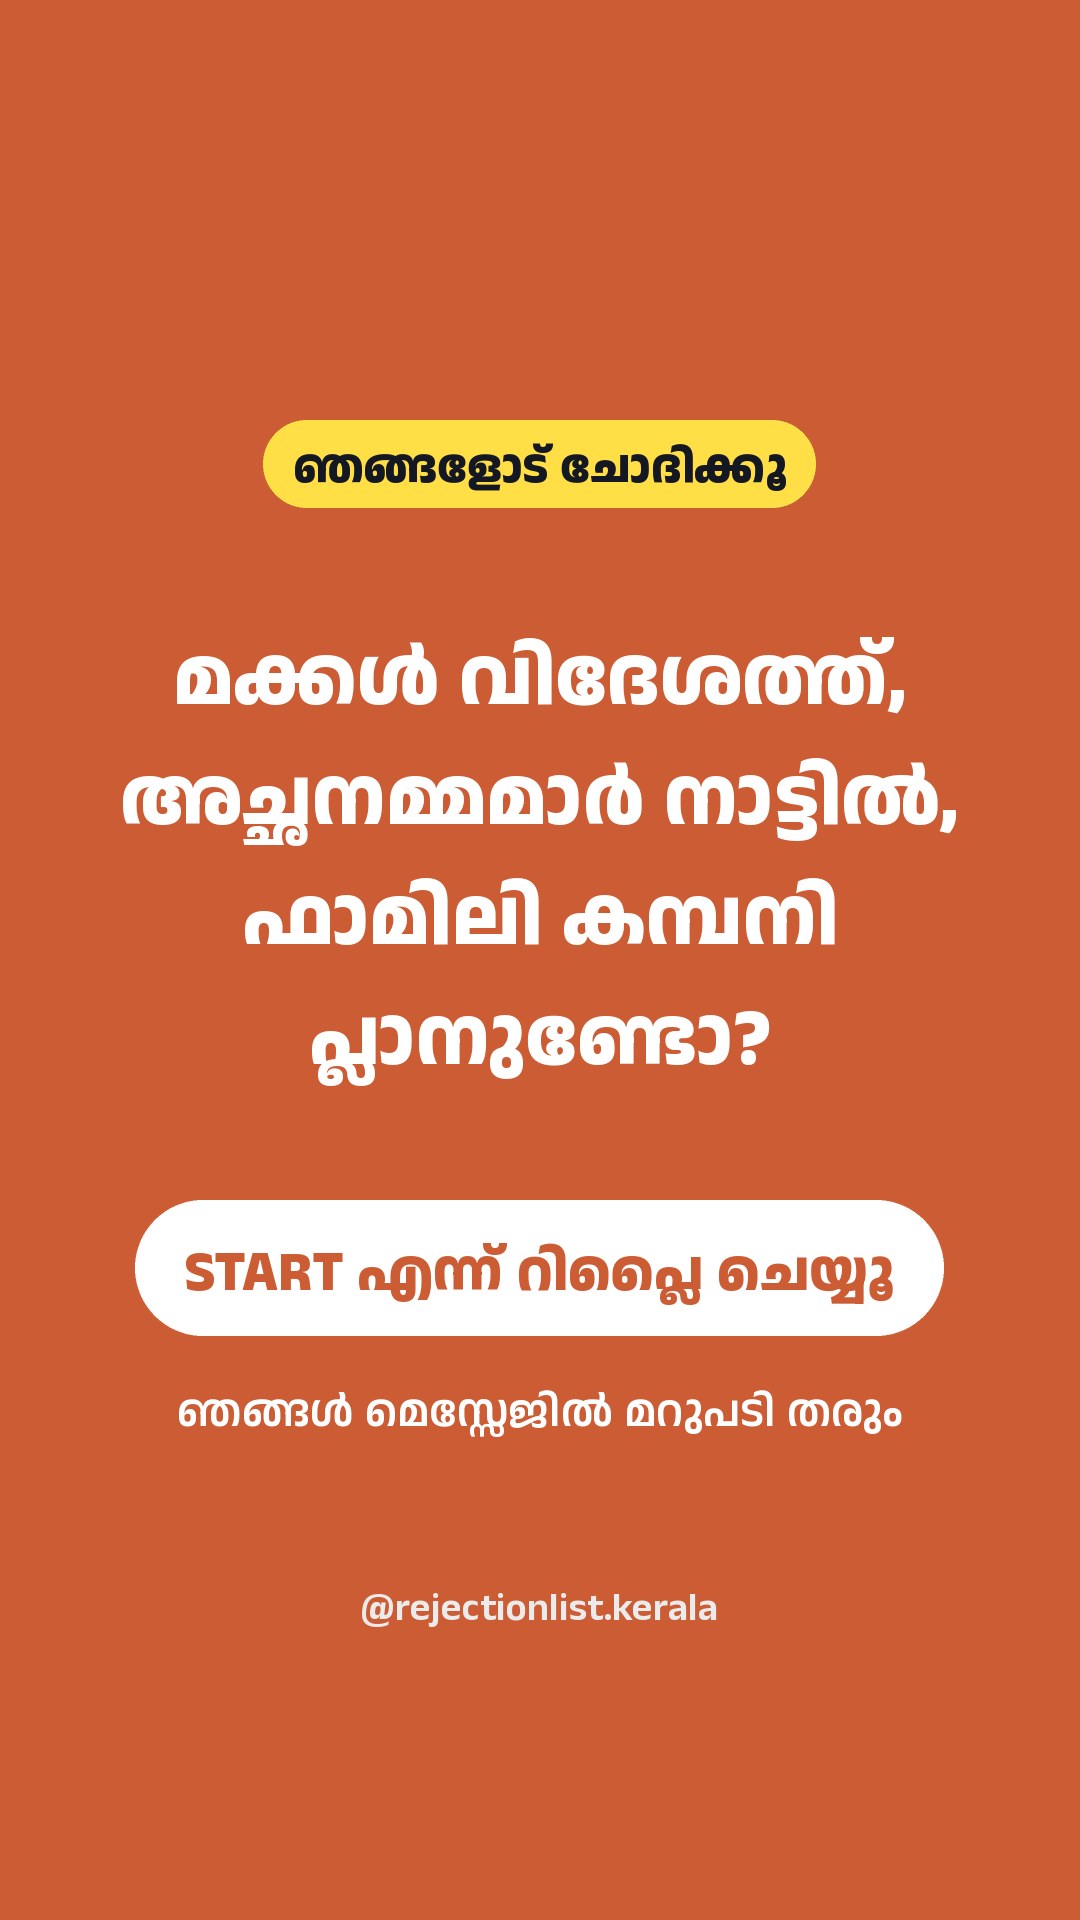 ഞങ്ങളോട് ചോദിക്കൂ
മക്കൾ വിദേശത്ത്,
അച്ഛനമ്മമാർ നാട്ടിൽ,
ഫാമിലി കമ്പനി
പ്ലാനുണ്ടോ?
START എന്ന് റിപ്ലൈ ചെയ്യൂ
ഞങ്ങൾ മെസ്സേജിൽ മറുപടി തരും
@rejectionlist.kerala